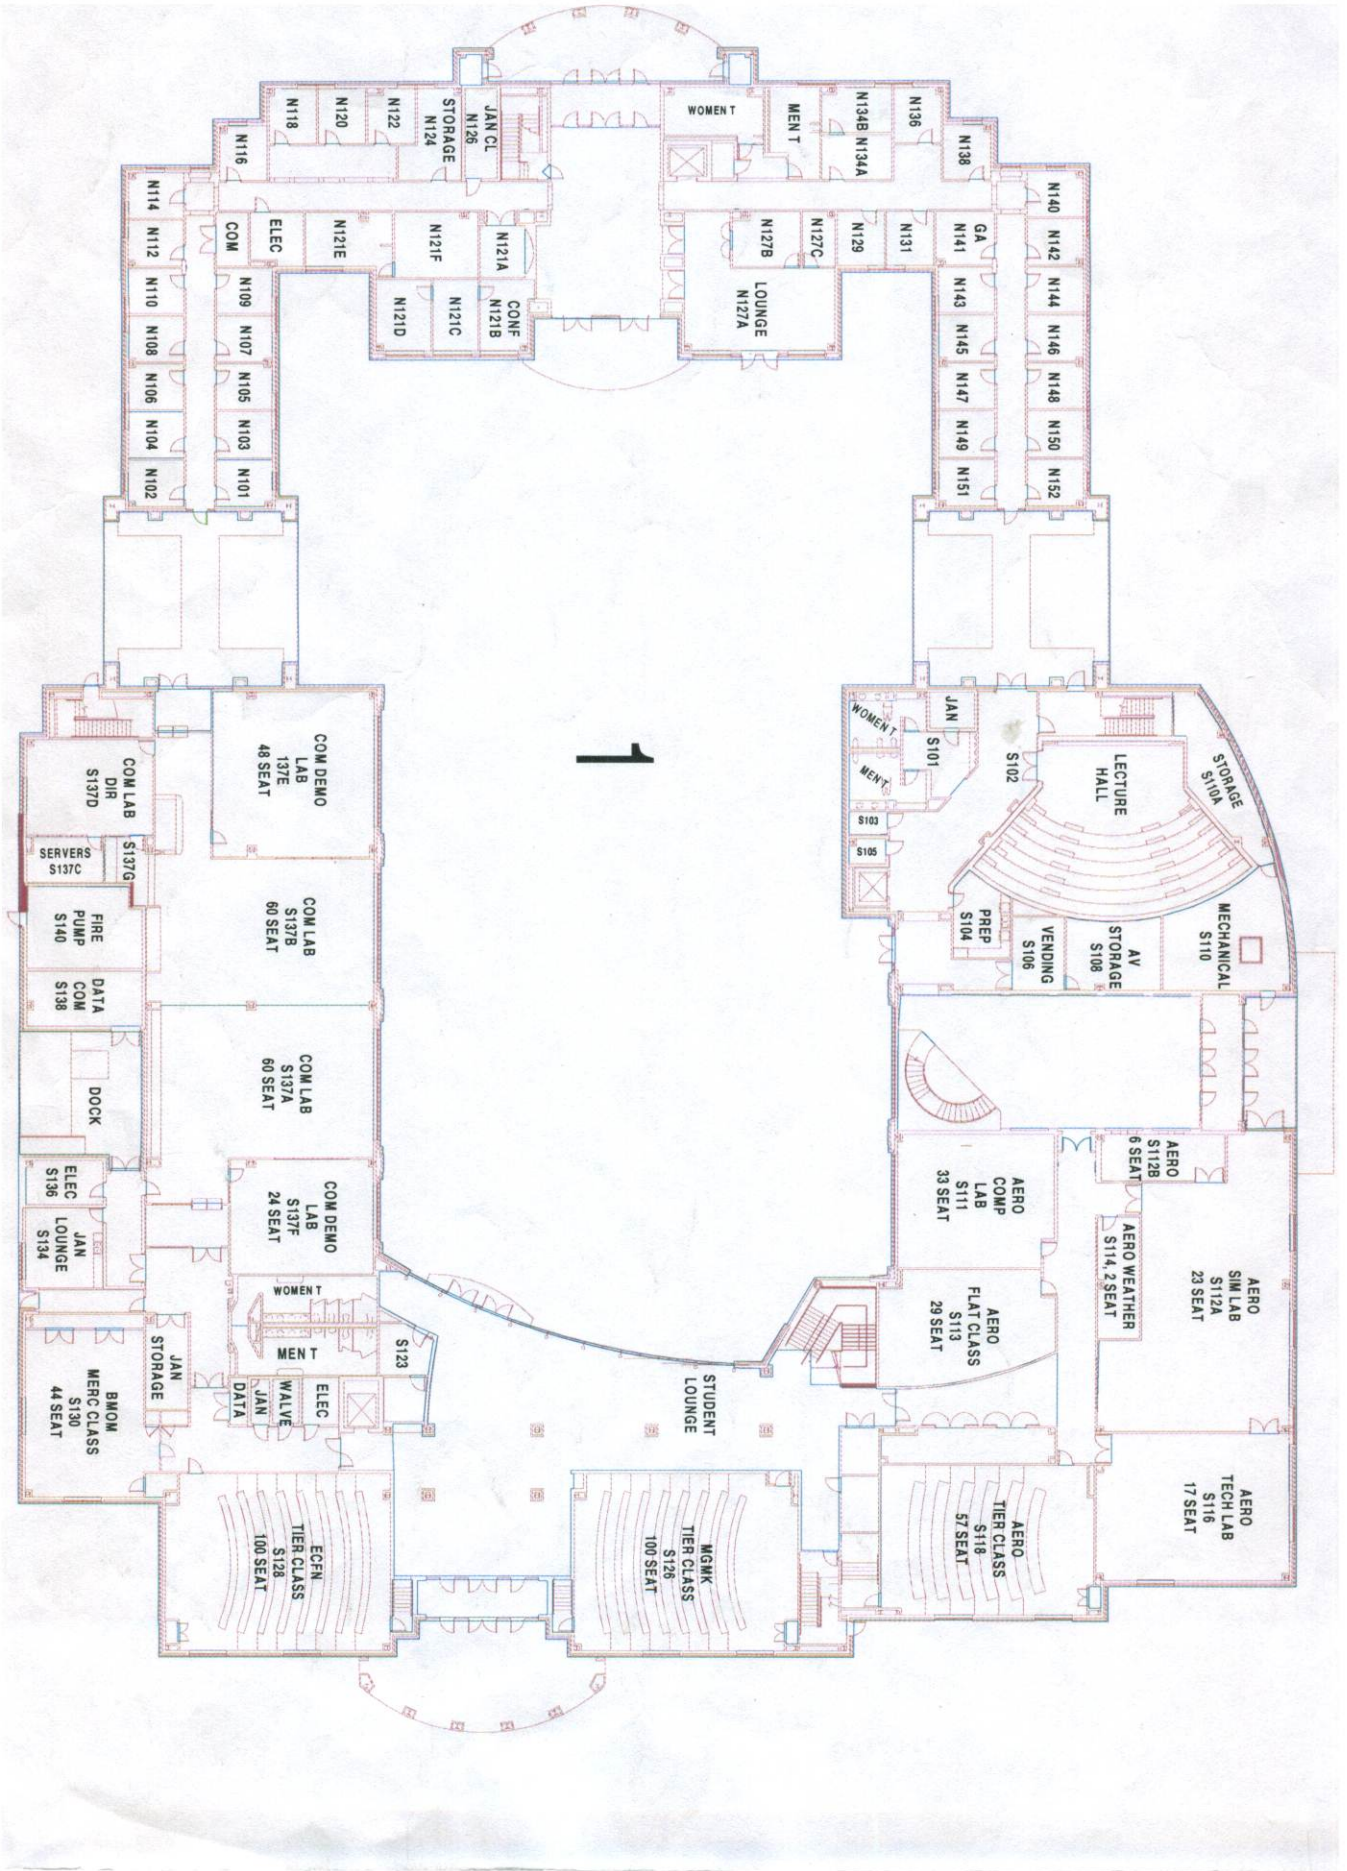 N118
N120
N122
STORAGE
N124
JAN CL
N126
WOMEN T
MEN T
N134B
N134A
N136
N138
N116
N114
N112
N110
N108
N106
N104
N102
COM
ELEC
N109
N107
N105
N103
N101
N121E
N121F
N121A
N121D
N121C
CONF
N121B
N127B
N127C
N129
N131
LOUNGE
N127A
GA
N141
N143
N145
N147
N149
N151
N140
N142
N144
N146
N148
N150
N152
1
COM LAB
DIR
S137D
COM DEMO
LAB
137E
48 SEAT
SERVERS
S137C
S137G
FIRE
PUMP
S140
DATA
COM
S138
DOCK
COM LAB
S137B
60 SEAT
COM LAB
S137A
60 SEAT
ELEC
S136
JAN
LOUNGE
S134
COM DEMO
LAB
S137F
24 SEAT
WOMEN T
MEN T
S123
JAN
STORAGE
BMOM
MERC CLASS
S130
44 SEAT
DATA
JAN
WALVE
ELEC
ECFN
TIER CLASS
S128
100 SEAT
STUDENT
LOUNGE
MGMK
TIER CLASS
S126
100 SEAT
WOMEN T
MEN T
JAN
S101
S102
S103
S105
LECTURE
HALL
STORAGE
S110A
PREP
S104
VENDING
S106
AV
STORAGE
S108
MECHANICAL
S110
AERO
COMP
LAB
S111
33 SEAT
AERO
S112B
6 SEAT
AERO WEATHER
S114, 2 SEAT
AERO
SIM LAB
S112A
23 SEAT
AERO
FLAT CLASS
S113
29 SEAT
AERO
TIER CLASS
S118
57 SEAT
AERO
TECH LAB
S116
17 SEAT